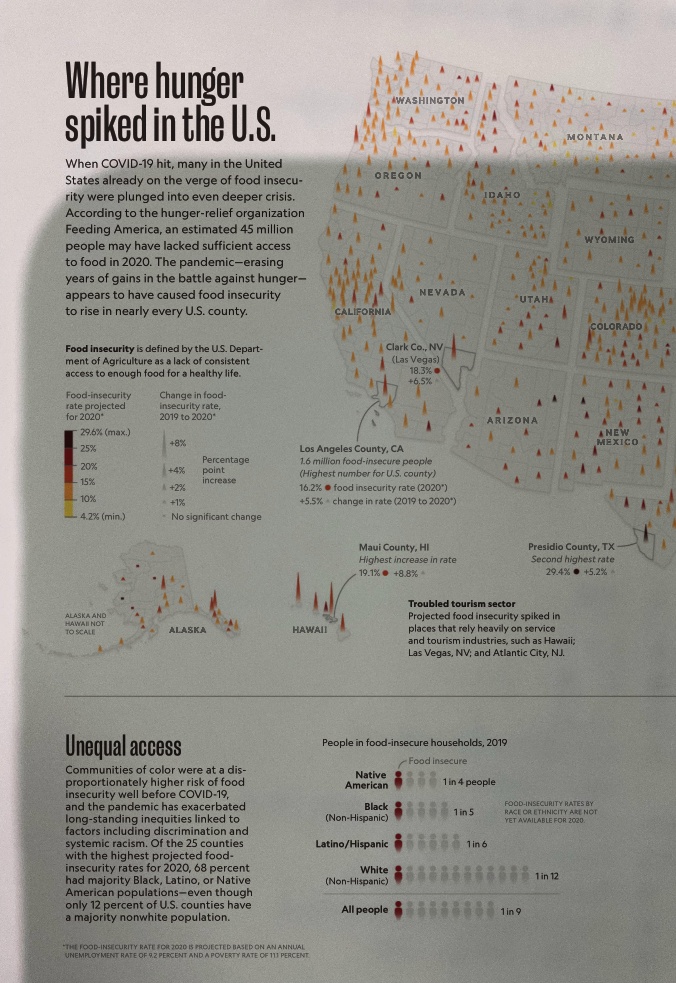 Where hunger
spiked in the U.S.
When COVID-19 hit, many in the United
States already on the verge of food insecu-
rity were plunged into even deeper crisis.
According to the hunger-relief organization
Feeding America, an estimated 45 million
people may have lacked sufficient access
to food in 2020. The pandemic—erasing
years of gains in the battle against hunger—
appears to have caused food insecurity
to rise in nearly every U.S. county.
Food insecurity is defined by the U.S. Depart-
ment of Agriculture as a lack of consistent
access to enough food for a healthy life.
Food-insecurity
rate projected
for 2020*
29.6% (max.)
25%
20%
15%
10%
4.2% (min.)
Change in food-
insecurity rate,
2019 to 2020*
+8%
+4%
+2%
+1%
No significant change
Percentage
point
increase
WASHINGTON
MONTANA
OREGON
IDAHO
WYOMING
NEVADA
UTAH
CALIFORNIA
COLORADO
ARIZONA
NEW
MEXICO
Clark Co., NV
(Las Vegas)
18.3%
+6.5%
Los Angeles County, CA
1.6 million food-insecure people
(Highest number for U.S. county)
16.2% food insecurity rate (2020*)
+5.5% change in rate (2019 to 2020*)
Maui County, HI
Highest increase in rate
19.1% +8.8%
Presidio County, TX
Second highest rate
29.4% +5.2%
ALASKA AND
HAWAII NOT
TO SCALE
ALASKA
HAWAII
Troubled tourism sector
Projected food insecurity spiked in
places that rely heavily on service
and tourism industries, such as Hawaii;
Las Vegas, NV; and Atlantic City, NJ.
Unequal access
Communities of color were at a dis-
proportionately higher risk of food
insecurity well before COVID-19,
and the pandemic has exacerbated
long-standing inequities linked to
factors including discrimination and
systemic racism. Of the 25 counties
with the highest projected food-
insecurity rates for 2020, 68 percent
had majority Black, Latino, or Native
American populations—even though
only 12 percent of U.S. counties have
a majority nonwhite population.
People in food-insecure households, 2019
Food insecure
Native
American
1 in 4 people
Black
(Non-Hispanic)
1 in 5
Latino/Hispanic
1 in 6
White
(Non-Hispanic)
1 in 12
All people
1 in 9
FOOD-INSECURITY RATES BY
RACE OR ETHNICITY ARE NOT
YET AVAILABLE FOR 2020.
*THE FOOD-INSECURITY RATE FOR 2020 IS PROJECTED BASED ON AN ANNUAL
UNEMPLOYMENT RATE OF 9.2 PERCENT AND A POVERTY RATE OF 11.1 PERCENT.